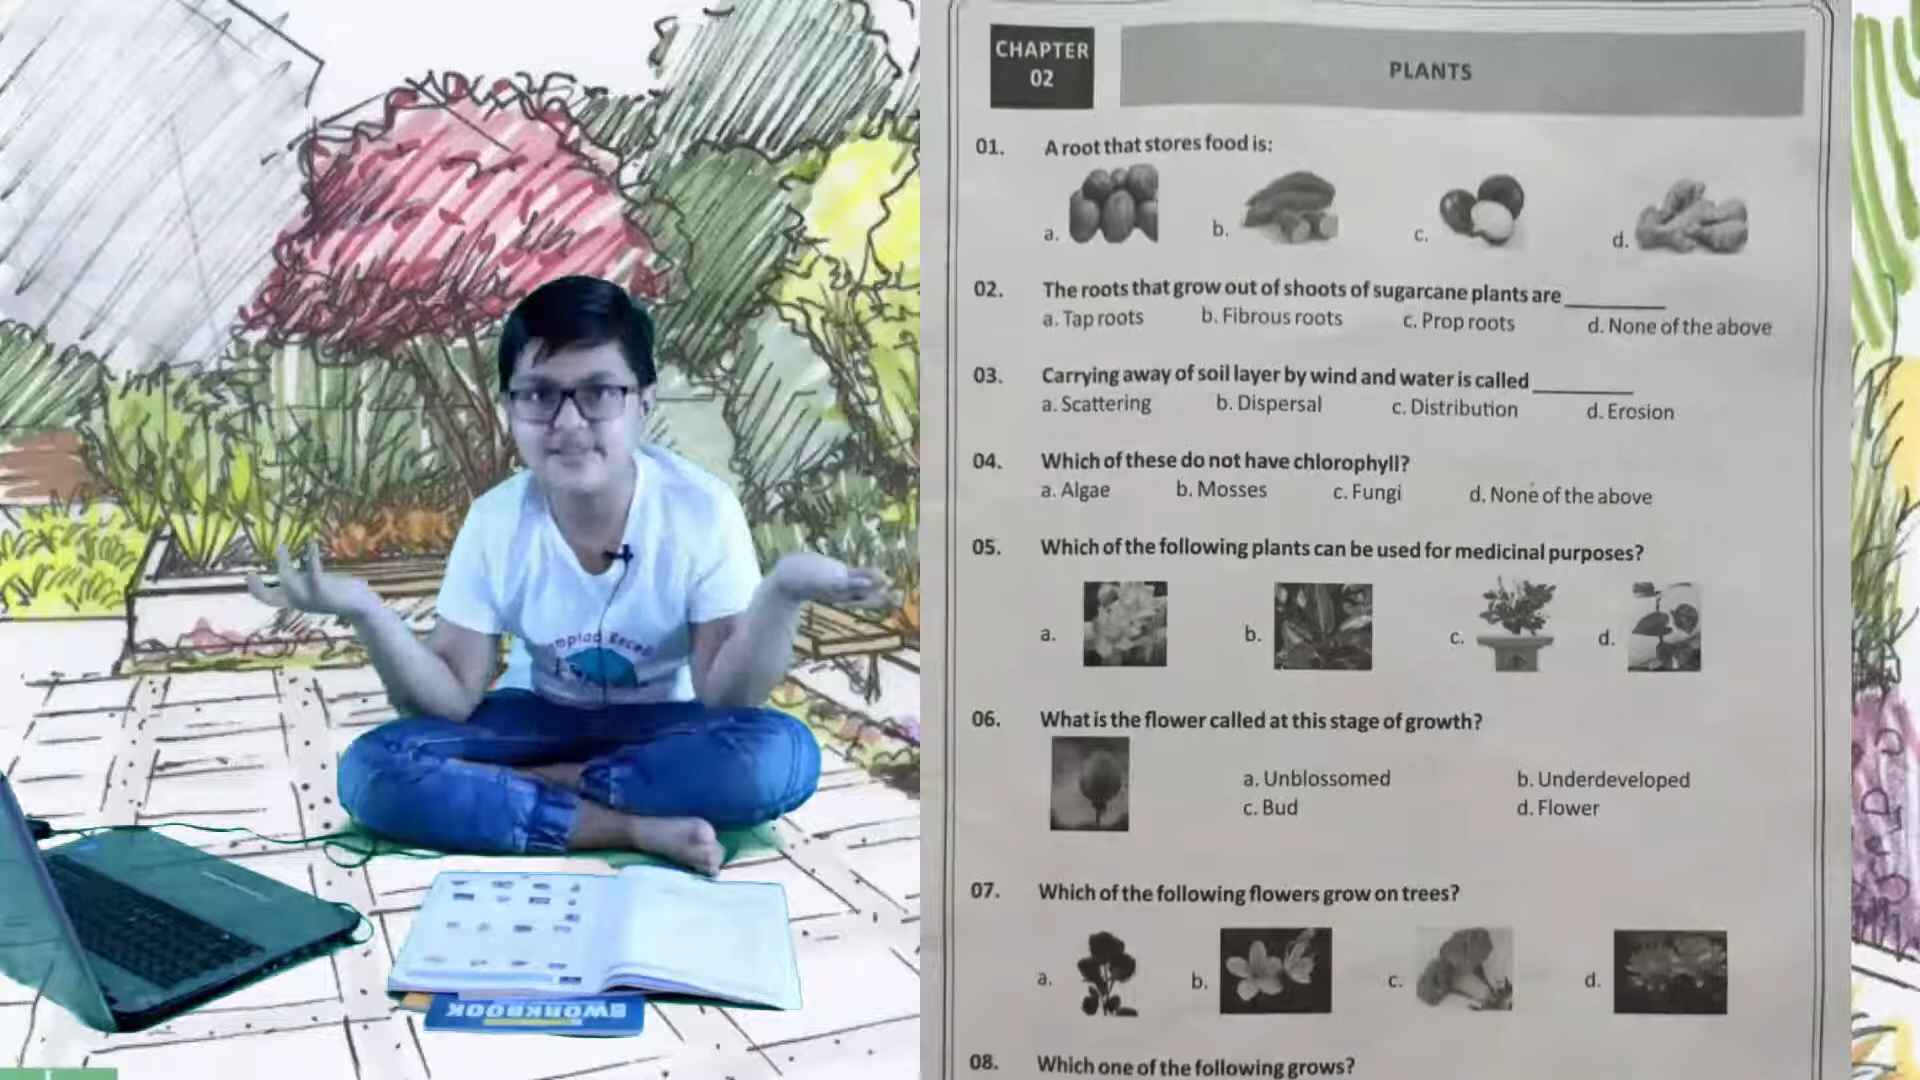 CHAPTER
02
PLANTS
01. A root that stores food is:
a. b. c. d.
02. The roots that grow out of shoots of sugarcane plants are __________
a. Tap roots b. Fibrous roots c. Prop roots d. None of the above
03. Carrying away of soil layer by wind and water is called __________
a. Scattering b. Dispersal c. Distribution d. Erosion
04. Which of these do not have chlorophyll?
a. Algae b. Mosses c. Fungi d. None of the above
05. Which of the following plants can be used for medicinal purposes?
a. b. c. d.
06. What is the flower called at this stage of growth?
a. Unblossomed b. Underdeveloped
c. Bud d. Flower
07. Which of the following flowers grow on trees?
a. b. c. d.
08. Which one of the following grows?
WORKBOOK